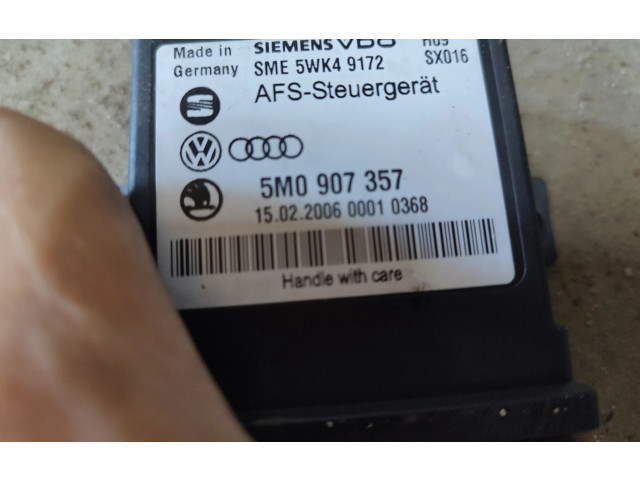 Made in SIEMENS VDO H09
Germany SME 5WK4 9172 SX016
AFS-Steuergerät
5M0 907 357
15.02.2006 0001 0368
Handle with care